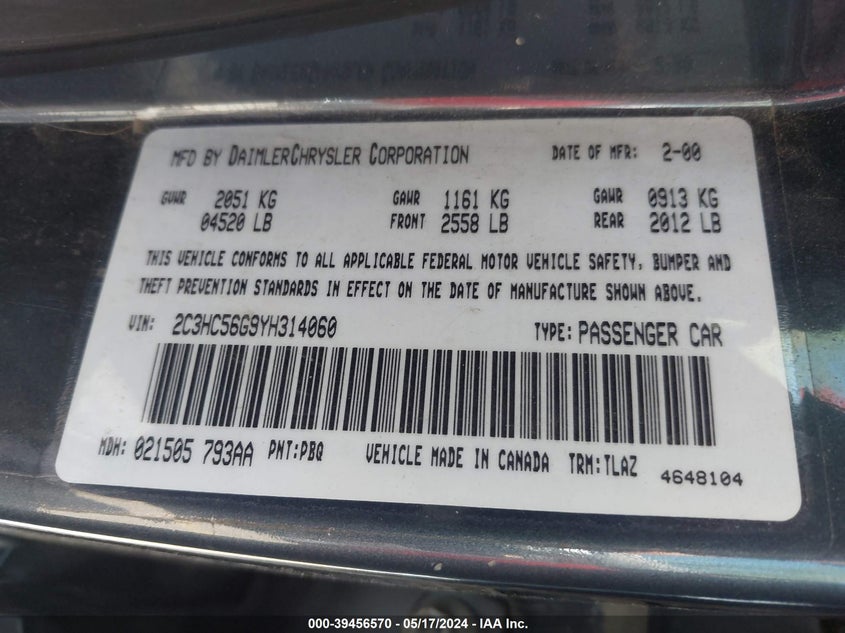 MFD BY DAIMLERCHRYSLER CORPORATION DATE OF MFR: 2-00
GVWR 2051 KG GAWR 1161 KG GAWR 0913 KG
04520 LB FRONT 2558 LB REAR 2012 LB
THIS VEHICLE CONFORMS TO ALL APPLICABLE FEDERAL MOTOR VEHICLE SAFETY, BUMPER AND
THEFT PREVENTION STANDARDS IN EFFECT ON THE DATE OF MANUFACTURE SHOWN ABOVE.
VIN: 2C3HC56G9YH314060 TYPE: PASSENGER CAR
MDH: 021505 793AA PNT:PBQ VEHICLE MADE IN CANADA TRM:TLAZ 4648104
000-39456570 — 05/17/2024 — IAA Inc.